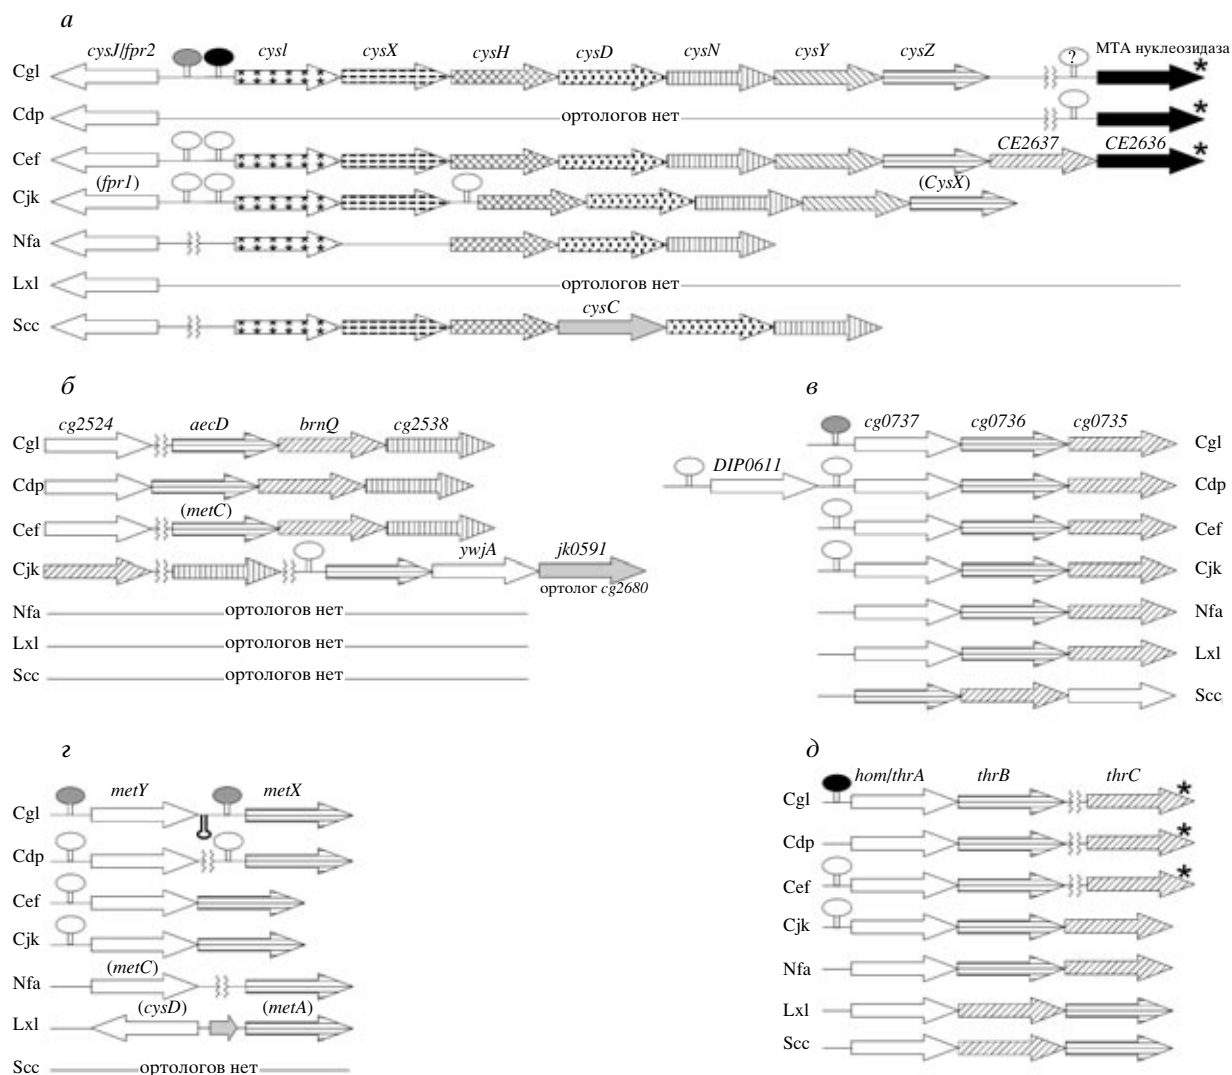 а
cysJ/fpr2 cysI cysX cysH cysD cysN cysY cysZ МТА нуклеозидаза
Cgl ? *
Cdp ортологов нет *
CE2637 CE2636
Cef *
(fpr1) (CysX)
Cjk
Nfa
Lxl ортологов нет
cysC
Scc
б
cg2524 aecD brnQ cg2538
Cgl
Cdp
(metC)
Cef
ywjA jk0591
Cjk
ортолог cg2680
Nfa ортологов нет
Lxl ортологов нет
Scc ортологов нет
в
cg0737 cg0736 cg0735
Cgl
DIP0611
Cdp
Cef
Cjk
Nfa
Lxl
Scc
г
metY metX
Cgl
Cdp
Cef
Cjk
(metC)
Nfa
(cysD) (metA)
Lxl
Scc ортологов нет
д
hom/thrA thrB thrC
Cgl *
Cdp *
Cef *
Cjk
Nfa
Lxl
Scc